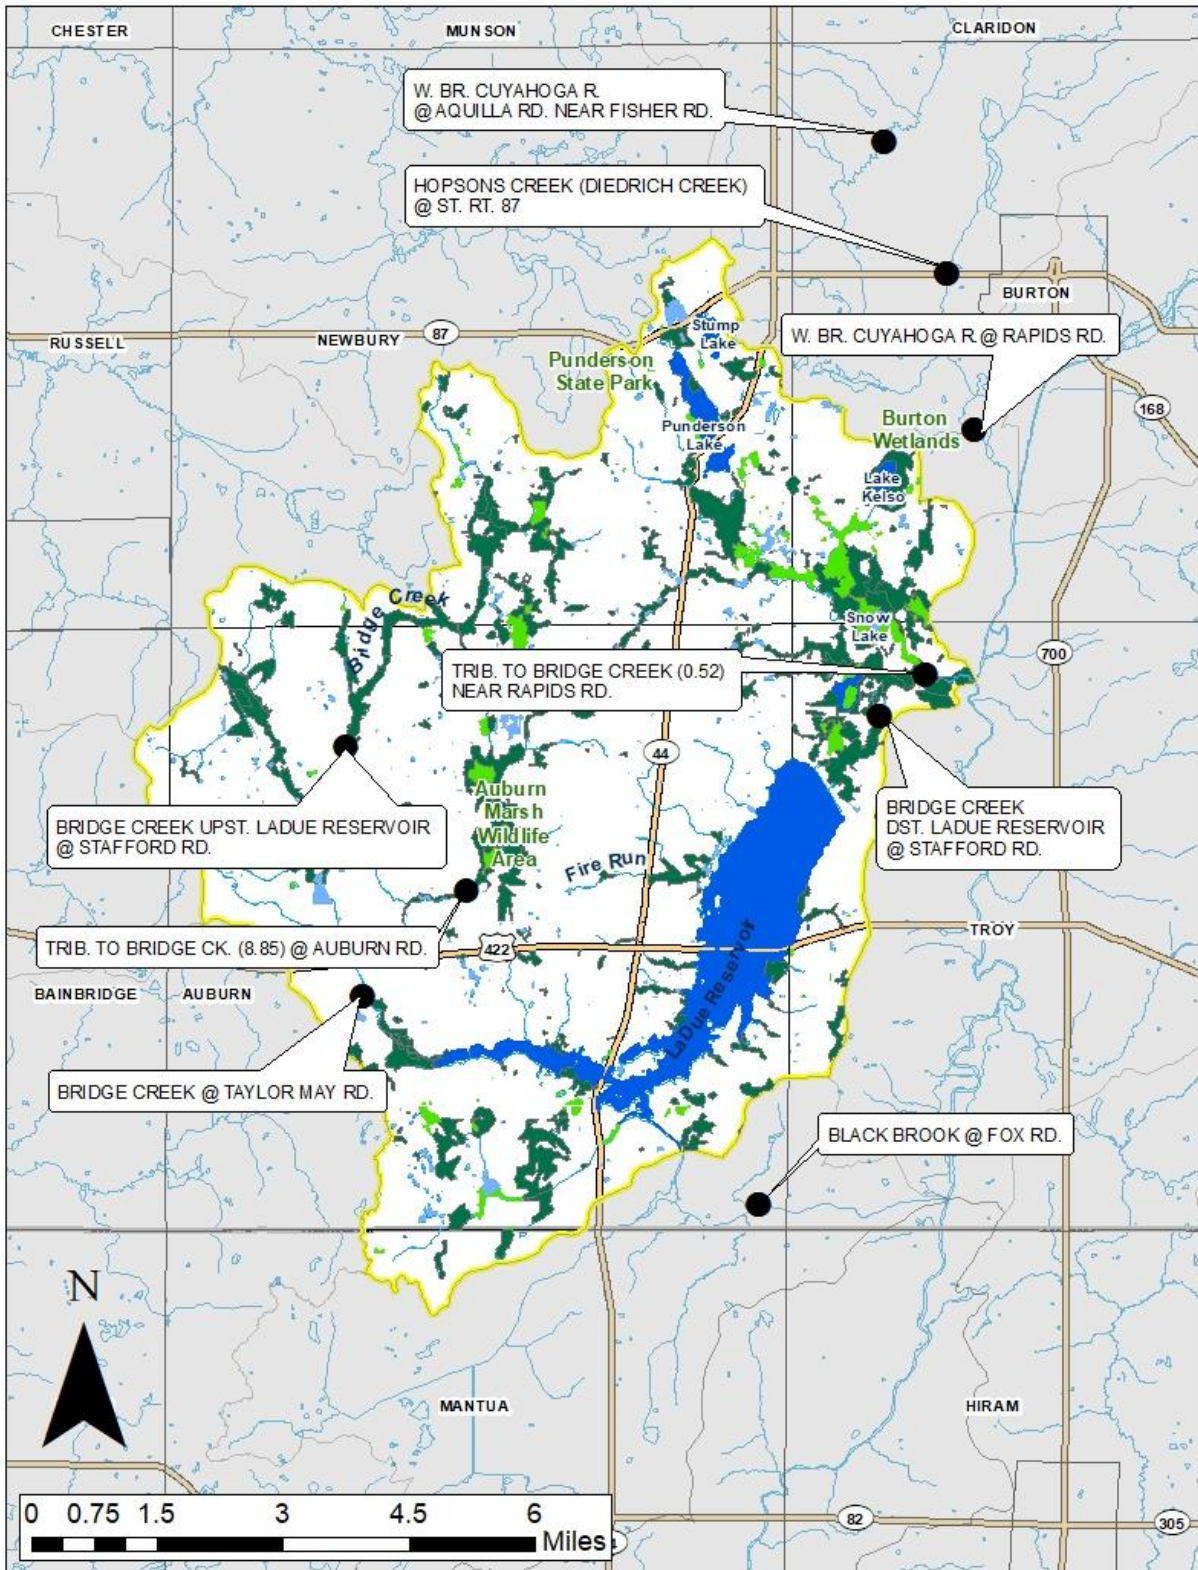 CHESTER
MUNSON
CLARIDON
W. BR. CUYAHOGA R.
@ AQUILLA RD. NEAR FISHER RD.
HOPSONS CREEK (DIEDRICH CREEK)
@ ST. RT. 87
BURTON
W. BR. CUYAHOGA R. @ RAPIDS RD.
RUSSELL
NEWBURY
87
Stump
Lake
Punderson
State Park
168
Punderson
Lake
Burton
Wetlands
Lake
Kelso
Bridge Creek
Snow
Lake
TRIB. TO BRIDGE CREEK (0.52)
NEAR RAPIDS RD.
700
44
Auburn
Marsh
Wildlife
Area
BRIDGE CREEK UPST. LADUE RESERVOIR
@ STAFFORD RD.
BRIDGE CREEK
DST. LADUE RESERVOIR
@ STAFFORD RD.
Fire Run
TRIB. TO BRIDGE CK. (8.85) @ AUBURN RD.
422
TROY
BAINBRIDGE
AUBURN
LaDue Reservoir
BRIDGE CREEK @ TAYLOR MAY RD.
BLACK BROOK @ FOX RD.
N
MANTUA
HIRAM
0 0.75 1.5 3 4.5 6
Miles
82
305